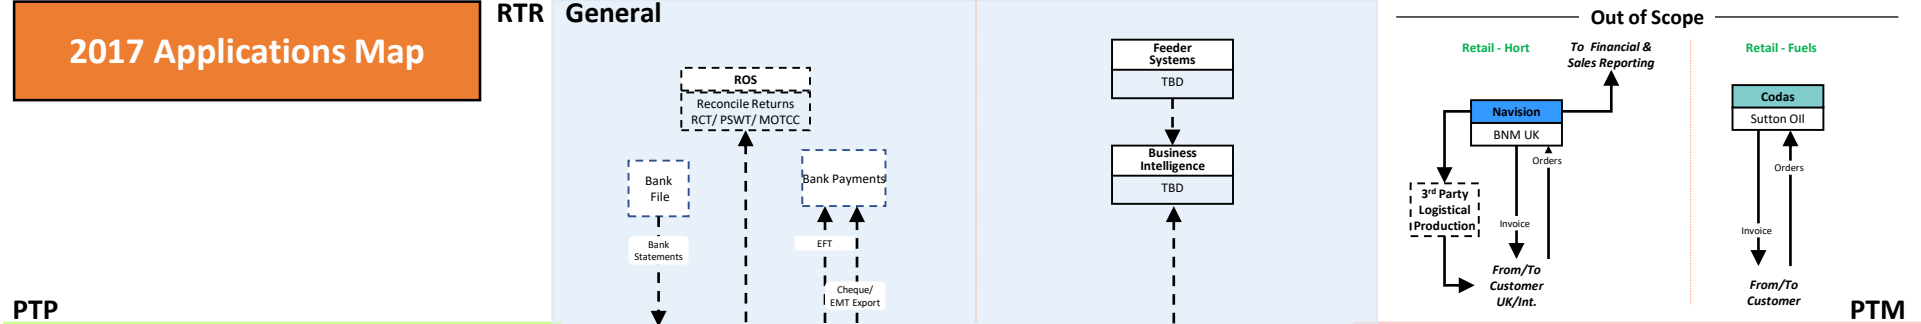 2017 Applications Map
RTR
General
Out of Scope
ROS
Reconcile Returns
RCT/ PSWT/ MOTCC
Bank
File
Bank Payments
Bank
Statements
EFT
Cheque/
EMT Export
Feeder
Systems
TBD
Business
Intelligence
TBD
Retail - Hort
To Financial &
Sales Reporting
Navision
BNM UK
Orders
3rd Party
Logistical
Production
Invoice
From/To
Customer
UK/Int.
Retail - Fuels
Codas
Sutton OIl
Orders
Invoice
From/To
Customer
PTP
PTM